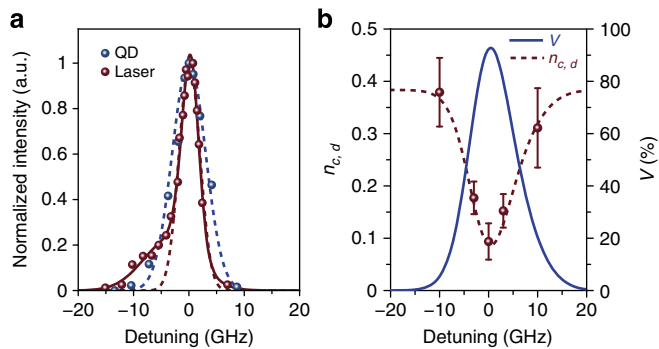 a
QD
Laser
Normalized intensity (a.u.)
1
0.8
0.6
0.4
0.2
0
−20
−10
0
10
20
Detuning (GHz)
b
V
n_{c, d}
n_{c, d}
0.5
0.4
0.3
0.2
0.1
0
100
80
60
40
20
0
V (%)
−20
−10
0
10
20
Detuning (GHz)